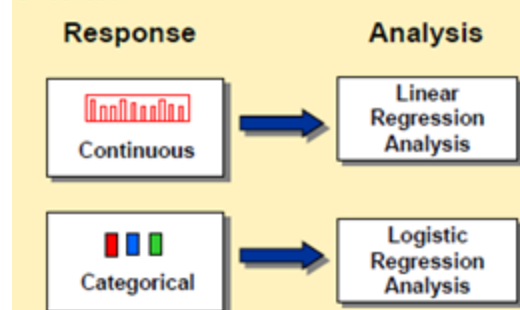 Response
Analysis
Continuous
Linear
Regression
Analysis
Categorical
Logistic
Regression
Analysis